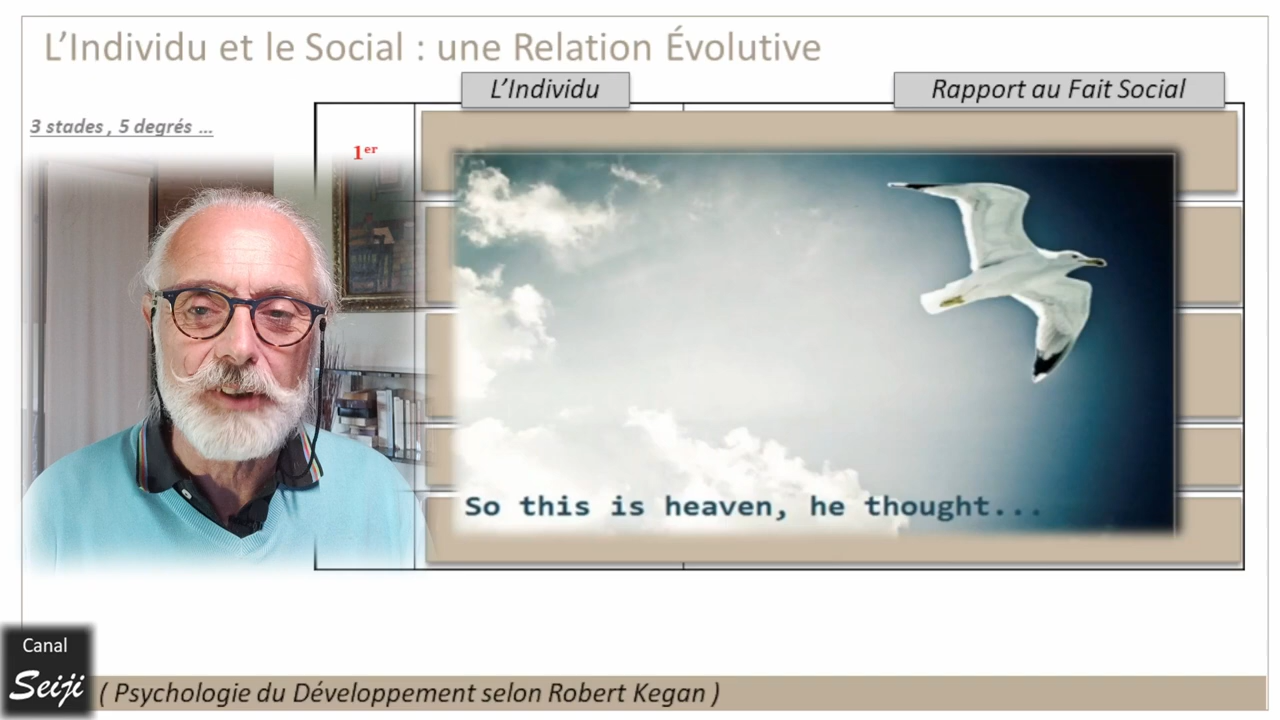 L’Individu et le Social : une Relation Évolutive
L’Individu
Rapport au Fait Social
3 stades , 5 degrés ...
1er
So this is heaven, he thought...
Canal
Seiji
( Psychologie du Développement selon Robert Kegan )